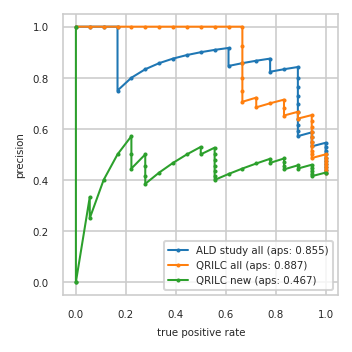 1.0
0.8
0.6
0.4
0.2
0.0
precision
0.0 0.2 0.4 0.6 0.8 1.0
true positive rate
ALD study all (aps: 0.855)
QRILC all (aps: 0.887)
QRILC new (aps: 0.467)